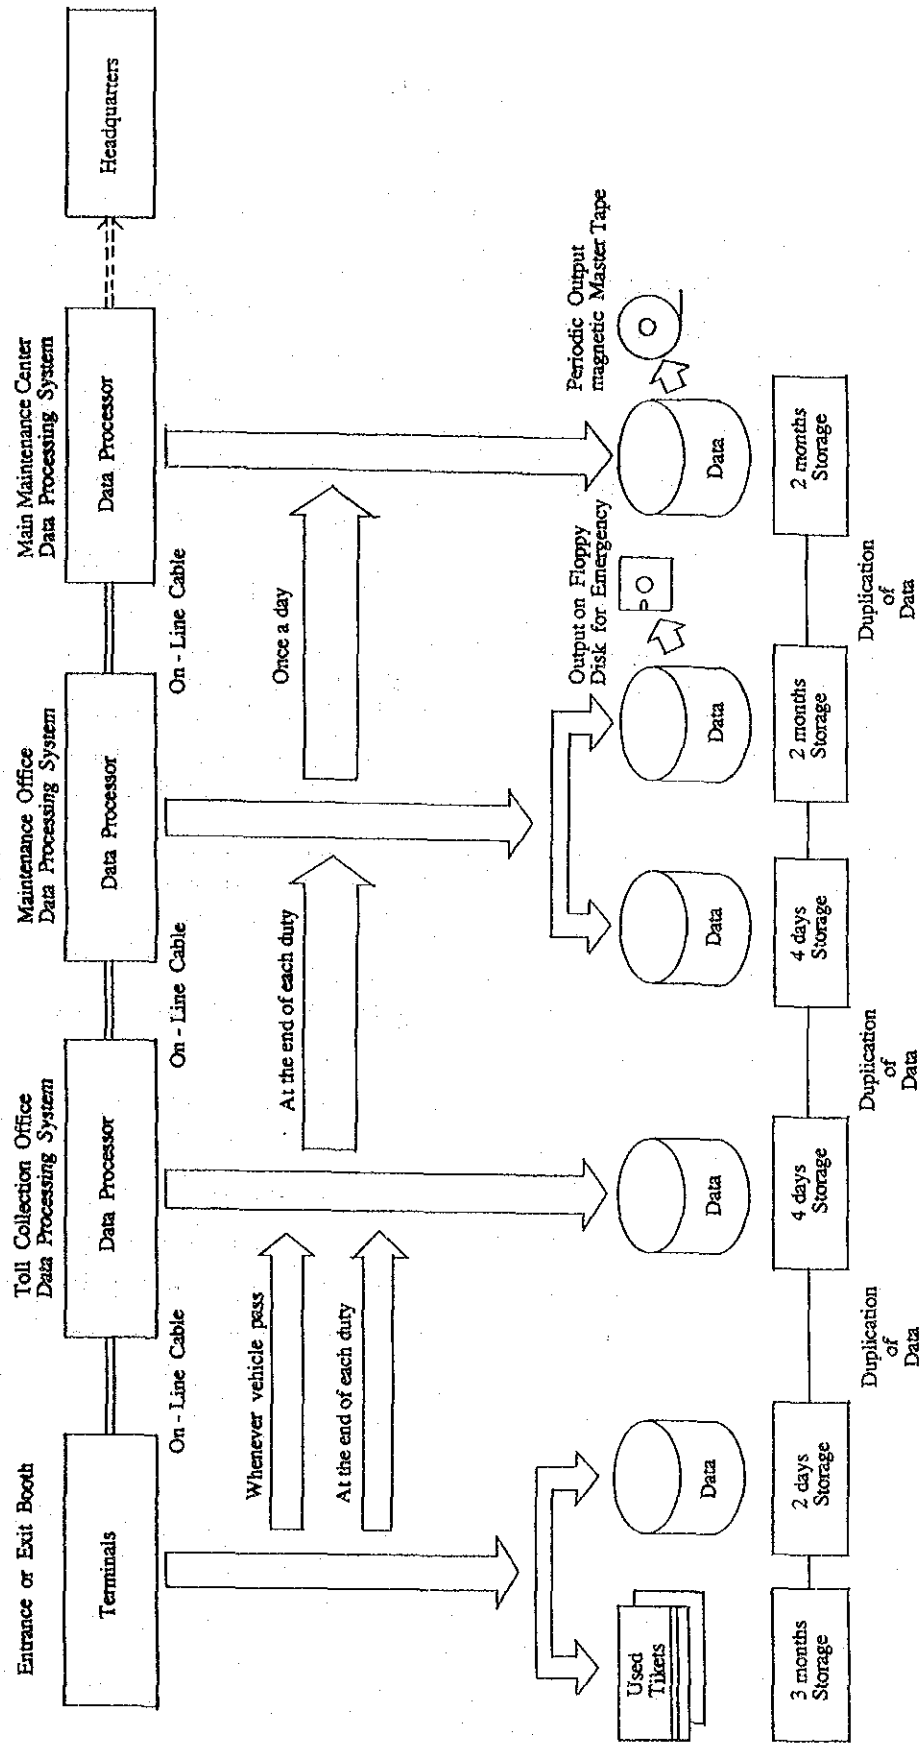 Entrance or Exit Booth
Terminals
On - Line Cable
Toll Collection Office
Data Processing System
Data Processor
On - Line Cable
Maintenance Office
Data Processing System
Data Processor
On - Line Cable
Main Maintenance Center
Data Processing System
Data Processor
Headquarters
Whenever vehicle pass
At the end of each duty
At the end of each duty
Once a day
Used
Tikets
Data
Data
Data
Output on Floppy
Disk for Emergency
Data
Periodic Output
magnetic Master Tape
Data
3 months
Storage
2 days
Storage
Duplication
of
Data
4 days
Storage
Duplication
of
Data
4 days
Storage
2 months
Storage
Duplication
of
Data
2 months
Storage